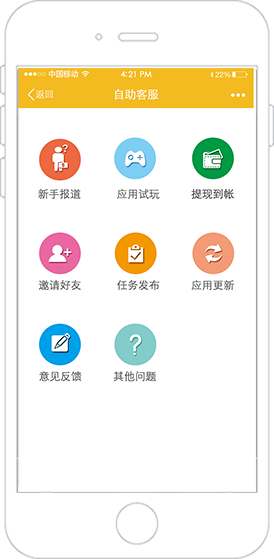 中国移动 4:21 PM 22%
返回 自助客服
新手报道 应用试玩 提现到帐
邀请好友 任务发布 应用更新
意见反馈 其他问题